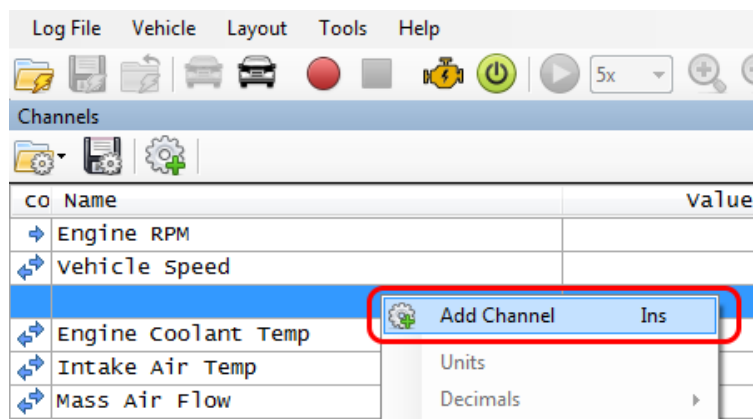 Log File Vehicle Layout Tools Help
5x
Channels
co Name Value
Engine RPM
Vehicle Speed
Add Channel Ins
Engine Coolant Temp
Units
Intake Air Temp
Decimals
Mass Air Flow